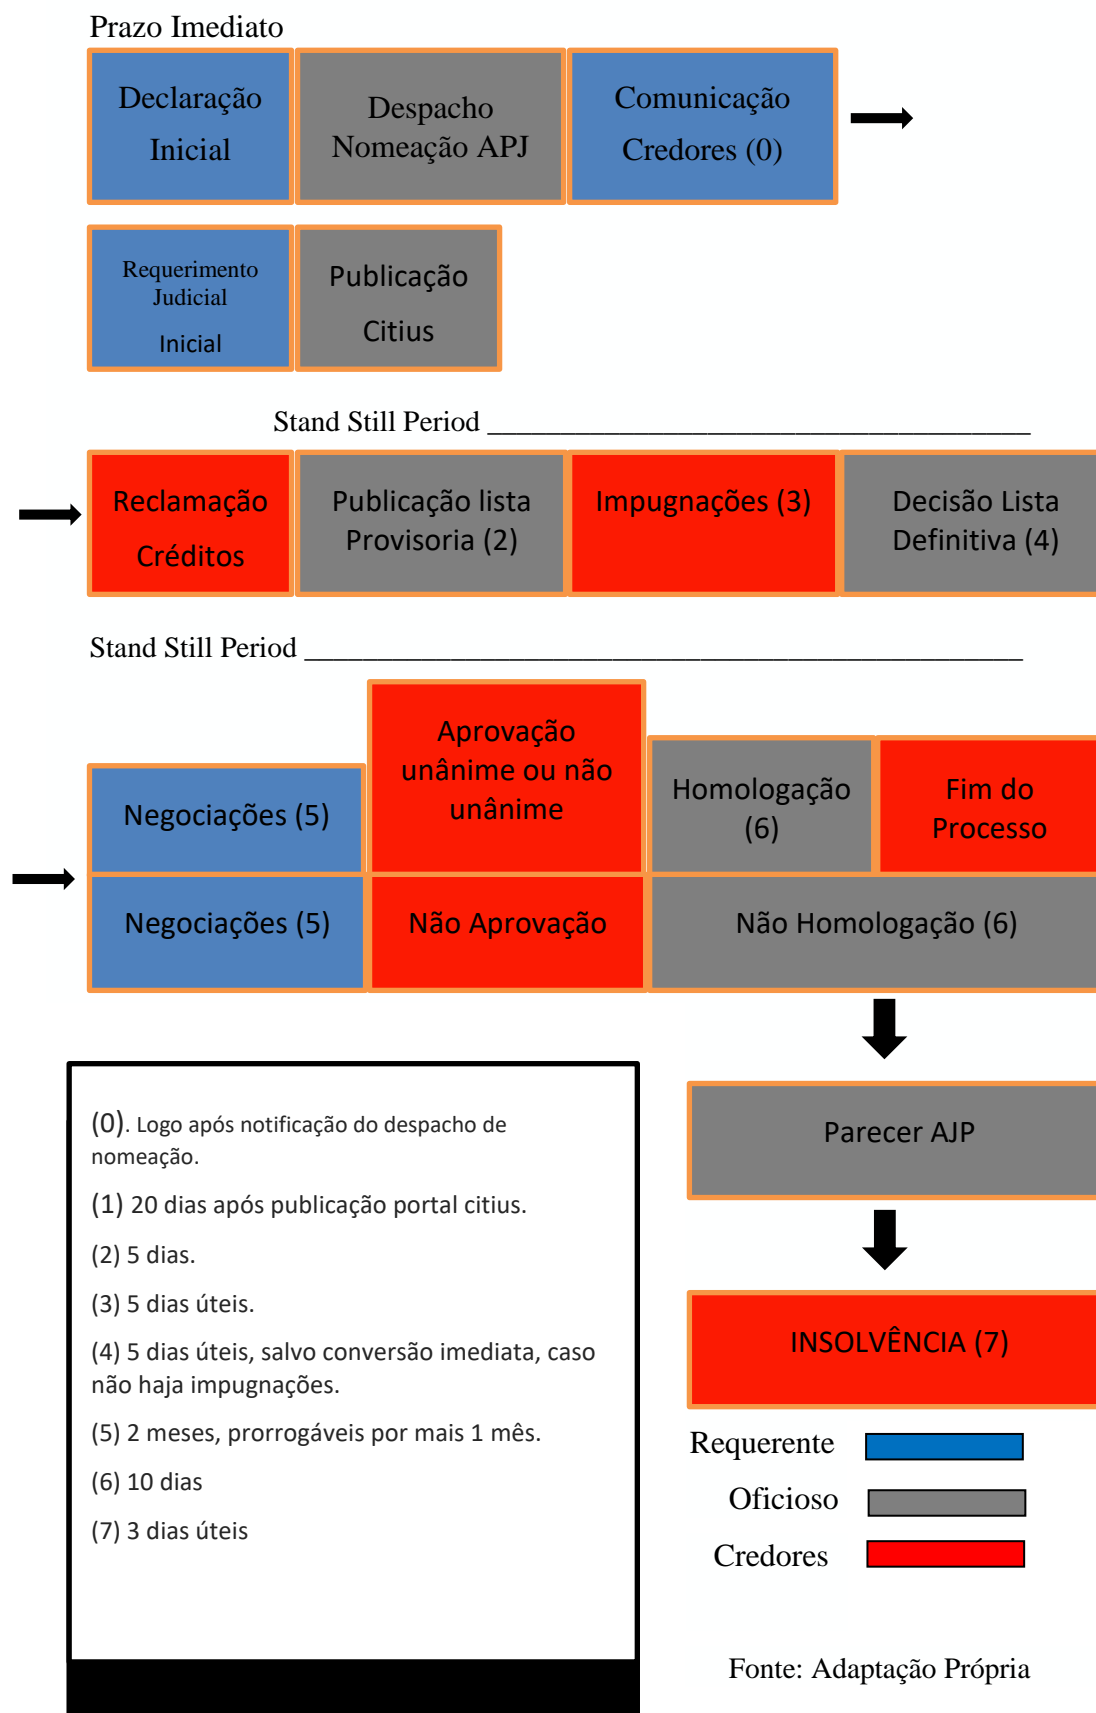 Prazo Imediato
Declaração
Inicial
Despacho
Nomeação APJ
Comunicação
Credores (0)
Requerimento
Judicial
Inicial
Publicação
Citius
Stand Still Period ______________________________________
Reclamação
Créditos
Publicação lista
Provisoria (2)
Impugnações (3)
Decisão Lista
Definitiva (4)
Stand Still Period __________________________________________________
Negociações (5)
Aprovação
unânime ou não
unânime
Homologação
(6)
Fim do
Processo
Negociações (5)
Não Aprovação
Não Homologação (6)
Parecer AJP
INSOLVÊNCIA (7)
(0). Logo após notificação do despacho de
nomeação.
(1) 20 dias após publicação portal citius.
(2) 5 dias.
(3) 5 dias úteis.
(4) 5 dias úteis, salvo conversão imediata, caso
não haja impugnações.
(5) 2 meses, prorrogáveis por mais 1 mês.
(6) 10 dias
(7) 3 dias úteis
Requerente
Oficioso
Credores
Fonte: Adaptação Própria